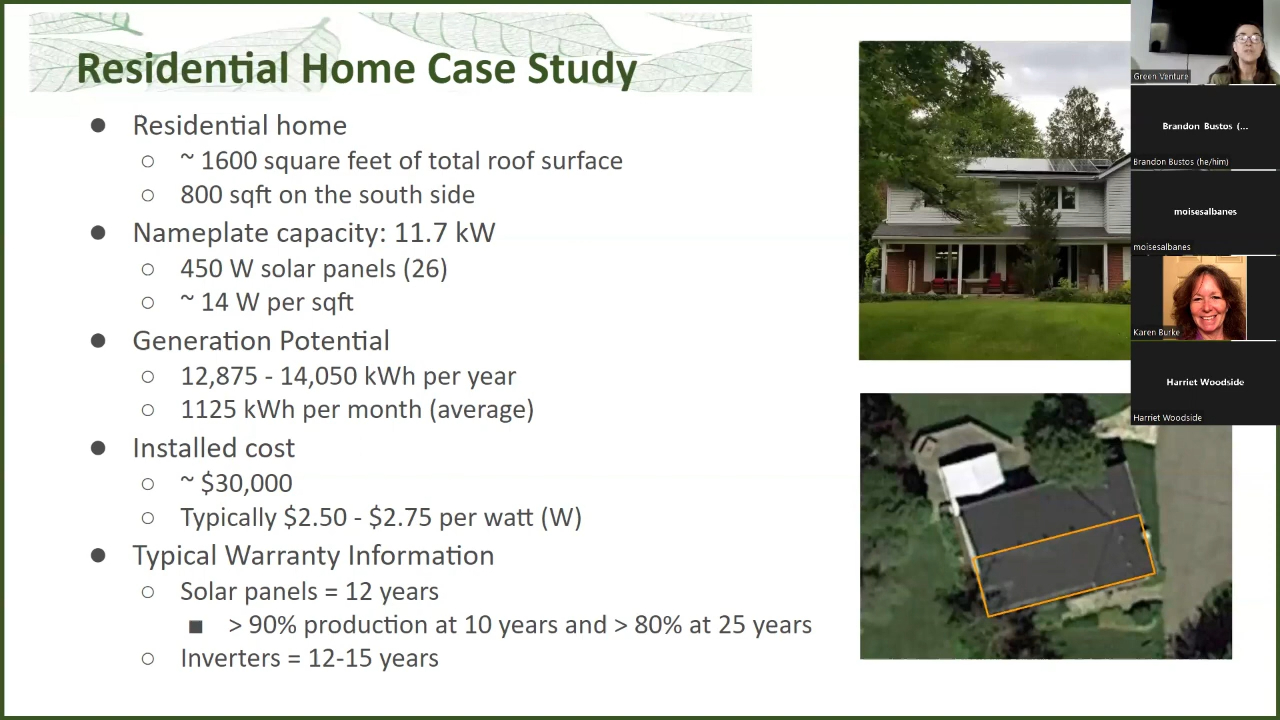 Residential Home Case Study
● Residential home
○ ~ 1600 square feet of total roof surface
○ 800 sqft on the south side
● Nameplate capacity: 11.7 kW
○ 450 W solar panels (26)
○ ~ 14 W per sqft
● Generation Potential
○ 12,875 - 14,050 kWh per year
○ 1125 kWh per month (average)
● Installed cost
○ ~ $30,000
○ Typically $2.50 - $2.75 per watt (W)
● Typical Warranty Information
○ Solar panels = 12 years
■ > 90% production at 10 years and > 80% at 25 years
○ Inverters = 12-15 years
Green Venture
Brandon Bustos (...
Brandon Bustos (he/him)
moisesalbanes
moisesalbanes
Karen Burke
Harriet Woodside
Harriet Woodside